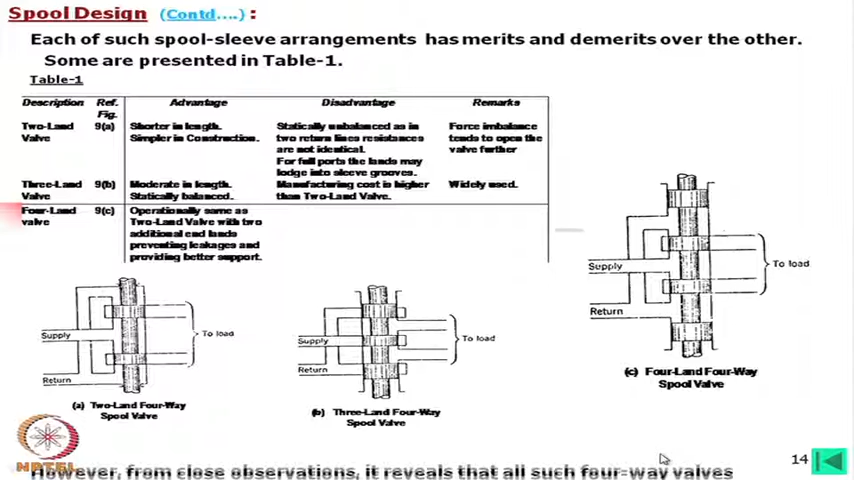 Spool Design (Contd....) :
Each of such spool-sleeve arrangements has merits and demerits over the other.
Some are presented in Table-1.
Table-1
Description Ref. Fig. Advantage Disadvantage Remarks
Two-Land Valve 9(a) Shorter in length. Simpler in Construction. Statically unbalanced as in two return lines resistances are not identical. For full ports the lands may lodge into sleeve grooves. Force imbalance tends to open the valve further
Three-Land Valve 9(b) Moderate in length. Statically balanced. Manufacturing cost is higher than Two-Land Valve. Widely used.
Four-Land valve 9(c) Operationally same as Two-Land Valve with two additional end lands preventing leakages and providing better support.
Supply
To load
Return
(a) Two-Land Four-Way
Spool Valve
Supply
To load
Return
(b) Three-Land Four-Way
Spool Valve
Supply
To load
Return
(c) Four-Land Four-Way
Spool Valve
14
NPTEL
However, from close observations, it reveals that all such four-way valves